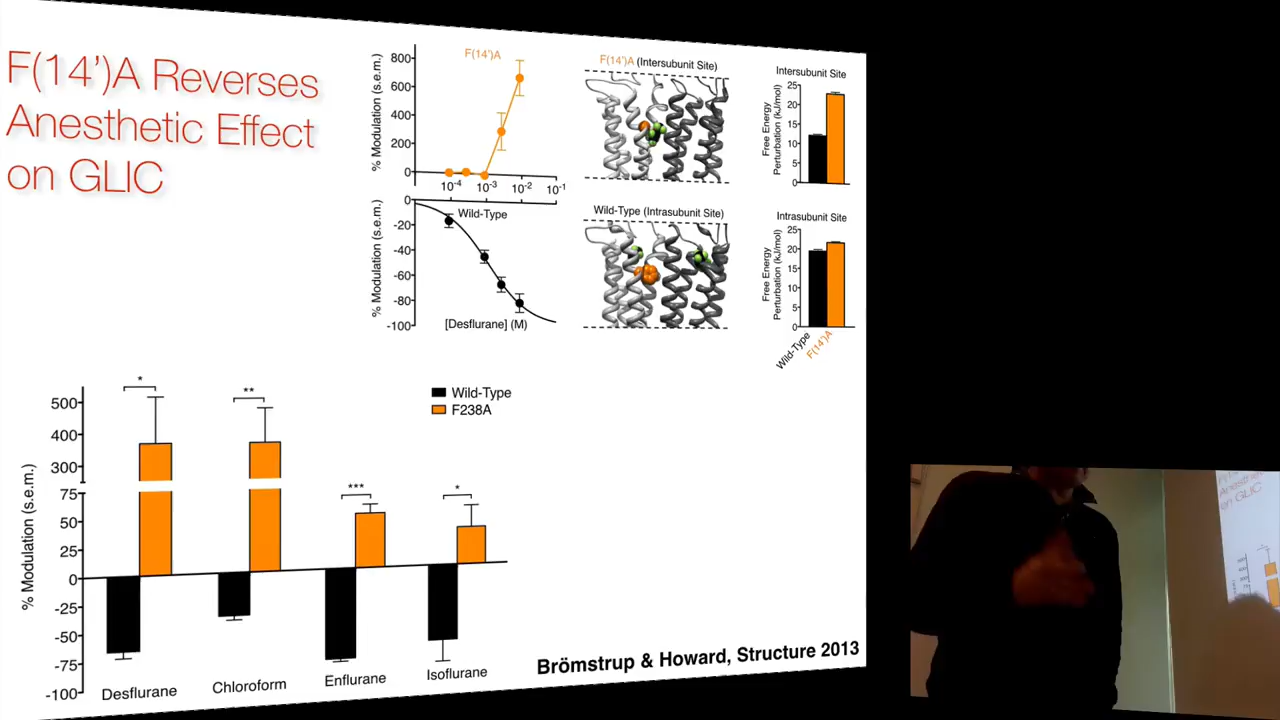 F(14')A Reverses
Anesthetic Effect
on GLIC
% Modulation (s.e.m.)
800
600
400
200
0
F(14')A
10-4
10-3
10-2
10-1
% Modulation (s.e.m.)
0
-20
-40
-60
-80
-100
Wild-Type
[Desflurane] (M)
F(14')A (Intersubunit Site)
Wild-Type (Intrasubunit Site)
Intersubunit Site
Free Energy
Perturbation (kJ/mol)
25
20
15
10
5
0
Intrasubunit Site
Free Energy
Perturbation (kJ/mol)
25
20
15
10
5
0
Wild-Type
F(14')A
% Modulation (s.e.m.)
500
400
300
75
50
25
0
-25
-50
-75
-100
*
**
***
*
Wild-Type
F238A
Desflurane
Chloroform
Enflurane
Isoflurane
Brömstrup & Howard, Structure 2013
on GLIC